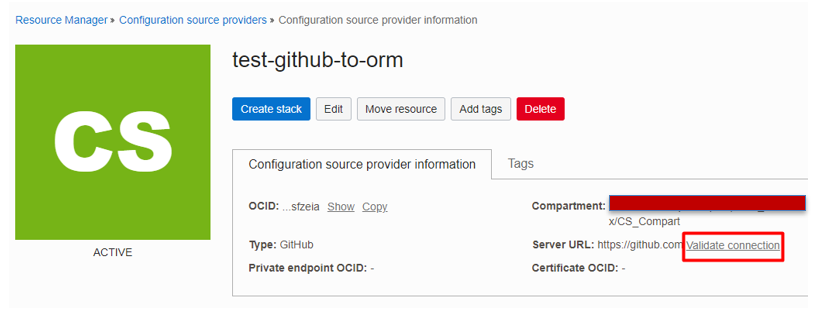 Resource Manager » Configuration source providers » Configuration source provider information
CS
ACTIVE
test-github-to-orm
Create stack Edit Move resource Add tags Delete
Configuration source provider information Tags
OCID: ...sfzeia Show Copy
Compartment:
x/CS_Compart
Type: GitHub
Server URL: https://github.com Validate connection
Private endpoint OCID: -
Certificate OCID: -